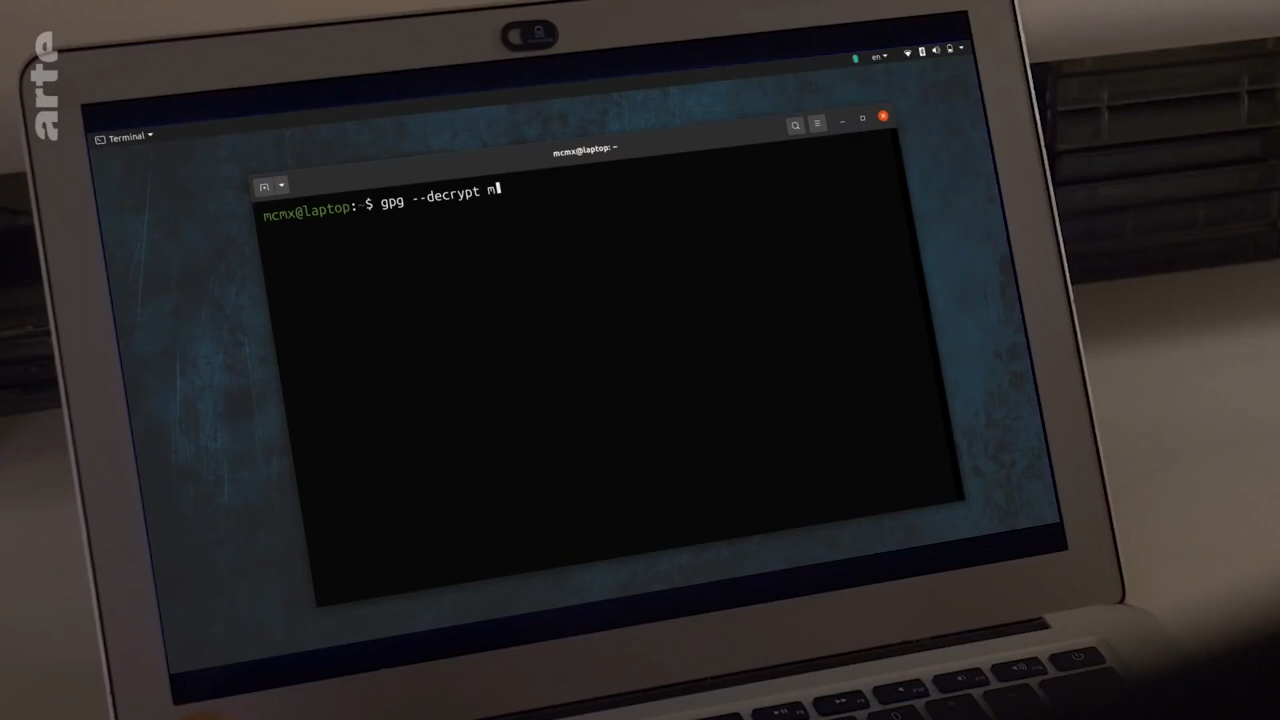 arte
en
Terminal
mcmx@laptop: ~
mcmx@laptop:~$ gpg --decrypt m